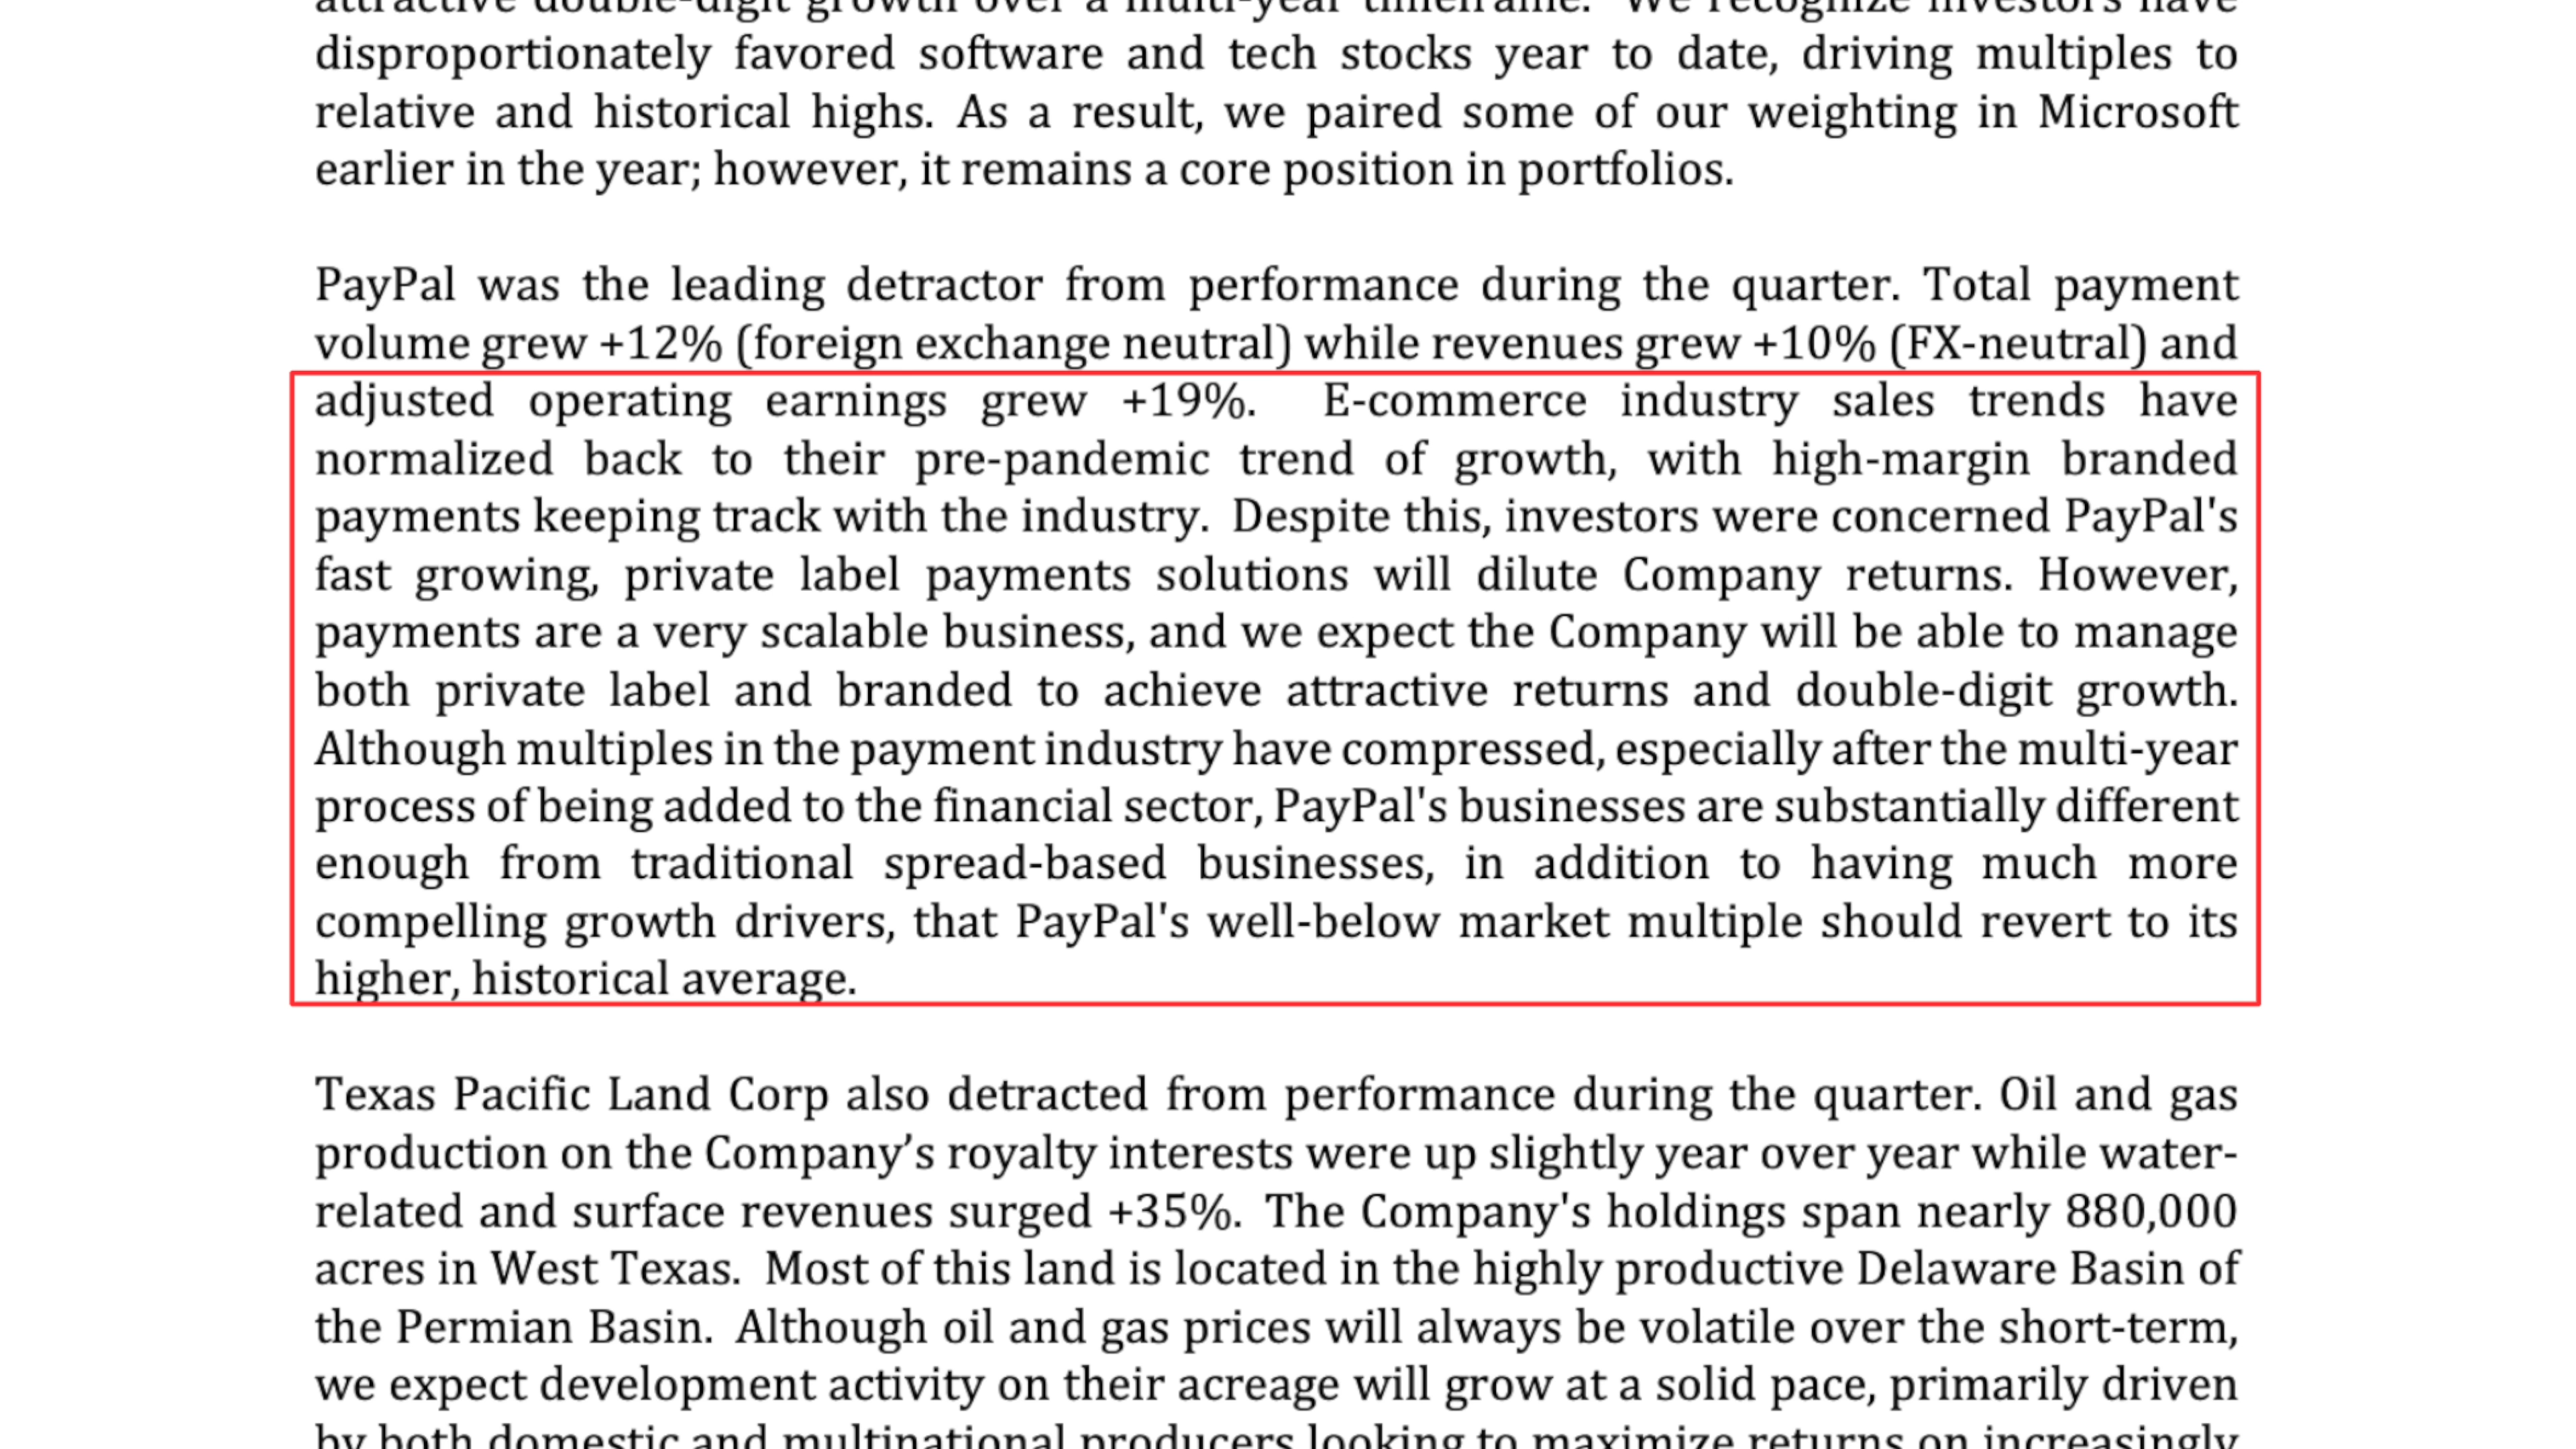 attractive double-digit growth over a multi-year timeframe. We recognize investors have
disproportionately favored software and tech stocks year to date, driving multiples to
relative and historical highs. As a result, we paired some of our weighting in Microsoft
earlier in the year; however, it remains a core position in portfolios.
PayPal was the leading detractor from performance during the quarter. Total payment
volume grew +12% (foreign exchange neutral) while revenues grew +10% (FX-neutral) and
adjusted operating earnings grew +19%. E-commerce industry sales trends have
normalized back to their pre-pandemic trend of growth, with high-margin branded
payments keeping track with the industry. Despite this, investors were concerned PayPal's
fast growing, private label payments solutions will dilute Company returns. However,
payments are a very scalable business, and we expect the Company will be able to manage
both private label and branded to achieve attractive returns and double-digit growth.
Although multiples in the payment industry have compressed, especially after the multi-year
process of being added to the financial sector, PayPal's businesses are substantially different
enough from traditional spread-based businesses, in addition to having much more
compelling growth drivers, that PayPal's well-below market multiple should revert to its
higher, historical average.
Texas Pacific Land Corp also detracted from performance during the quarter. Oil and gas
production on the Company’s royalty interests were up slightly year over year while water-
related and surface revenues surged +35%. The Company's holdings span nearly 880,000
acres in West Texas. Most of this land is located in the highly productive Delaware Basin of
the Permian Basin. Although oil and gas prices will always be volatile over the short-term,
we expect development activity on their acreage will grow at a solid pace, primarily driven
by both domestic and multinational producers looking to maximize returns on increasingly